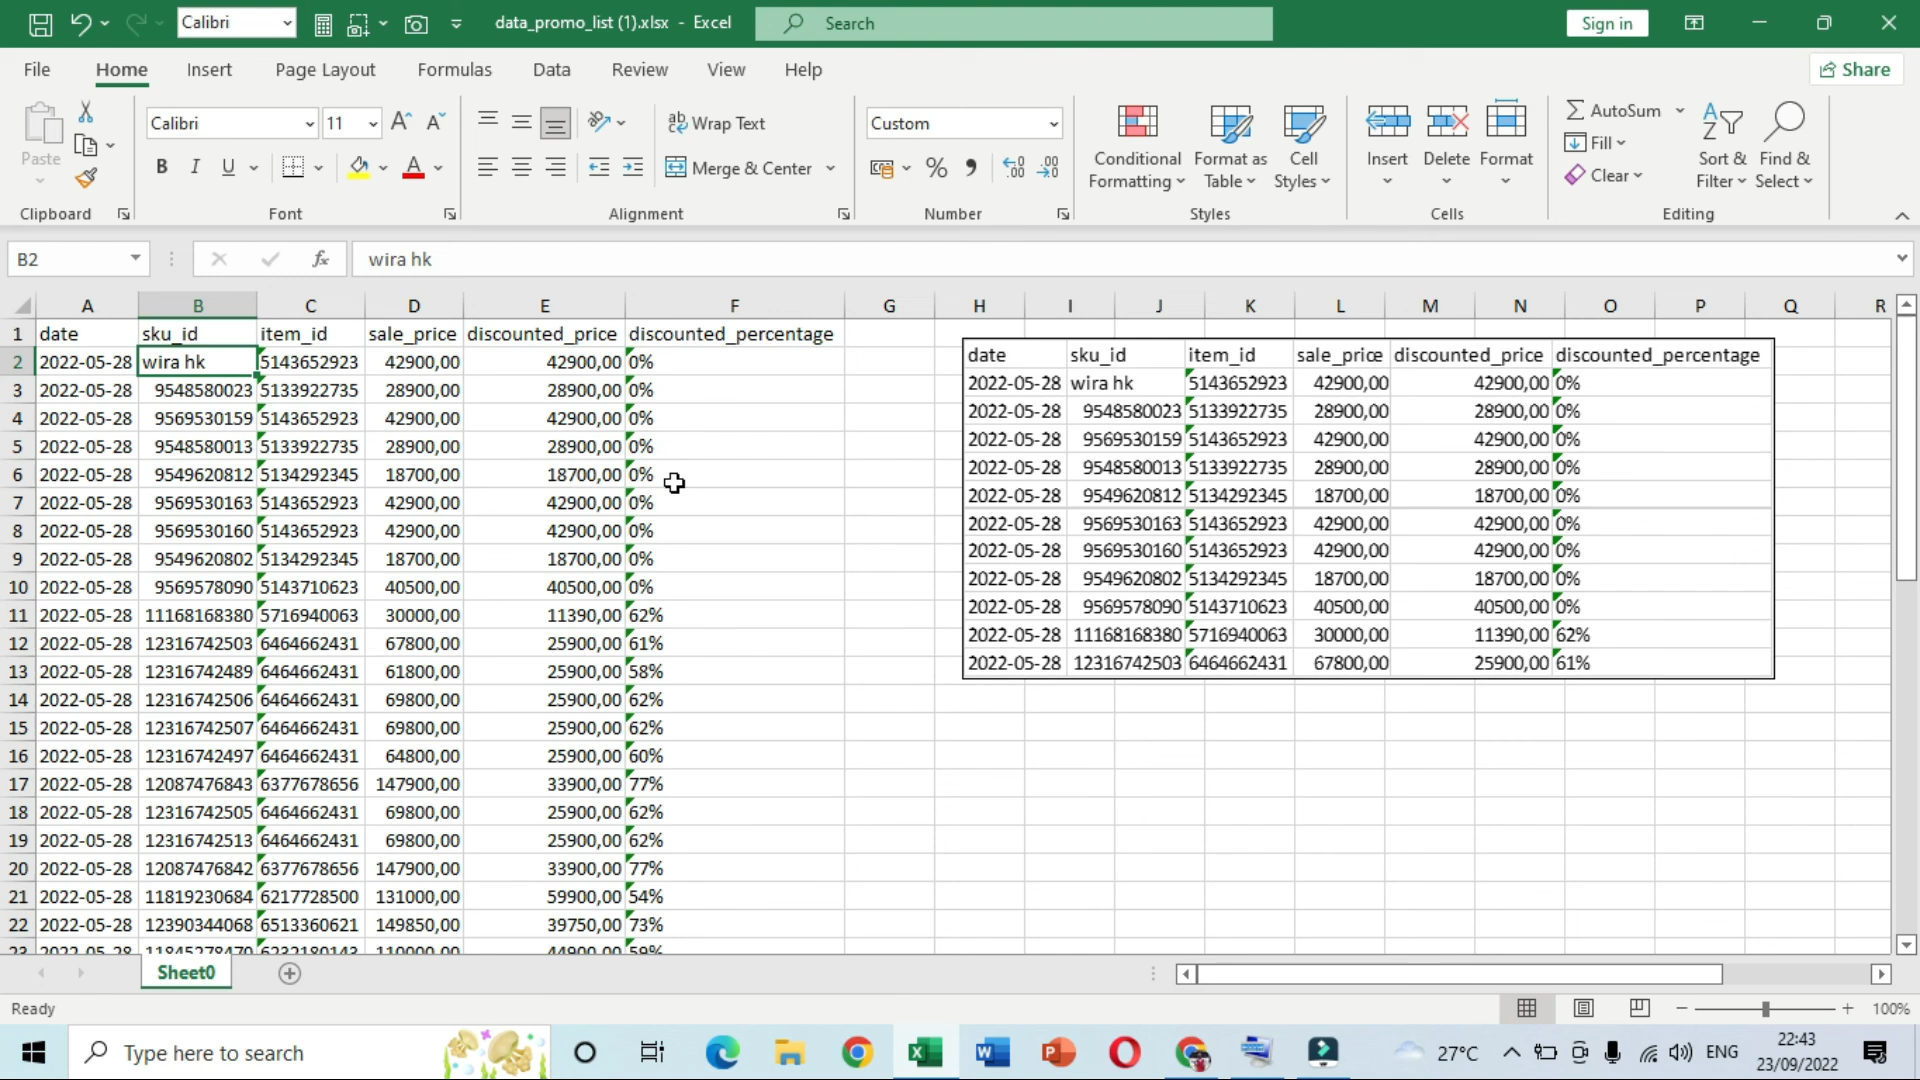 Calibri
data_promo_list (1).xlsx - Excel
Search
Sign in
File Home Insert Page Layout Formulas Data Review View Help
Share
Paste
Calibri 11
B I U
Wrap Text
Merge & Center
Custom
%
Conditional Formatting
Format as Table
Cell Styles
Insert
Delete
Format
AutoSum
Fill
Clear
Sort & Filter
Find & Select
Clipboard Font Alignment Number Styles Cells Editing
B2 fx wira hk
A B C D E F G H I J K L M N O P Q R
1 date sku_id item_id sale_price discounted_price discounted_percentage
2 2022-05-28 wira hk 5143652923 42900,00 42900,00 0%
3 2022-05-28 9548580023 5133922735 28900,00 28900,00 0%
4 2022-05-28 9569530159 5143652923 42900,00 42900,00 0%
5 2022-05-28 9548580013 5133922735 28900,00 28900,00 0%
6 2022-05-28 9549620812 5134292345 18700,00 18700,00 0%
7 2022-05-28 9569530163 5143652923 42900,00 42900,00 0%
8 2022-05-28 9569530160 5143652923 42900,00 42900,00 0%
9 2022-05-28 9549620802 5134292345 18700,00 18700,00 0%
10 2022-05-28 9569578090 5143710623 40500,00 40500,00 0%
11 2022-05-28 11168168380 5716940063 30000,00 11390,00 62%
12 2022-05-28 12316742503 6464662431 67800,00 25900,00 61%
13 2022-05-28 12316742489 6464662431 61800,00 25900,00 58%
14 2022-05-28 12316742506 6464662431 69800,00 25900,00 62%
15 2022-05-28 12316742507 6464662431 69800,00 25900,00 62%
16 2022-05-28 12316742497 6464662431 64800,00 25900,00 60%
17 2022-05-28 12087476843 6377678656 147900,00 33900,00 77%
18 2022-05-28 12316742505 6464662431 69800,00 25900,00 62%
19 2022-05-28 12316742513 6464662431 69800,00 25900,00 62%
20 2022-05-28 12087476842 6377678656 147900,00 33900,00 77%
21 2022-05-28 11819230684 6217728500 131000,00 59900,00 54%
22 2022-05-28 12390344068 6513360621 149850,00 39750,00 73%
23 2022-05-28 11845278470 6232180143 110000,00 44900,00 59%
date sku_id item_id sale_price discounted_price discounted_percentage
2022-05-28 wira hk 5143652923 42900,00 42900,00 0%
2022-05-28 9548580023 5133922735 28900,00 28900,00 0%
2022-05-28 9569530159 5143652923 42900,00 42900,00 0%
2022-05-28 9548580013 5133922735 28900,00 28900,00 0%
2022-05-28 9549620812 5134292345 18700,00 18700,00 0%
2022-05-28 9569530163 5143652923 42900,00 42900,00 0%
2022-05-28 9569530160 5143652923 42900,00 42900,00 0%
2022-05-28 9549620802 5134292345 18700,00 18700,00 0%
2022-05-28 9569578090 5143710623 40500,00 40500,00 0%
2022-05-28 11168168380 5716940063 30000,00 11390,00 62%
2022-05-28 12316742503 6464662431 67800,00 25900,00 61%
Sheet0
Ready
100%
Type here to search
27°C
ENG
22:43
23/09/2022